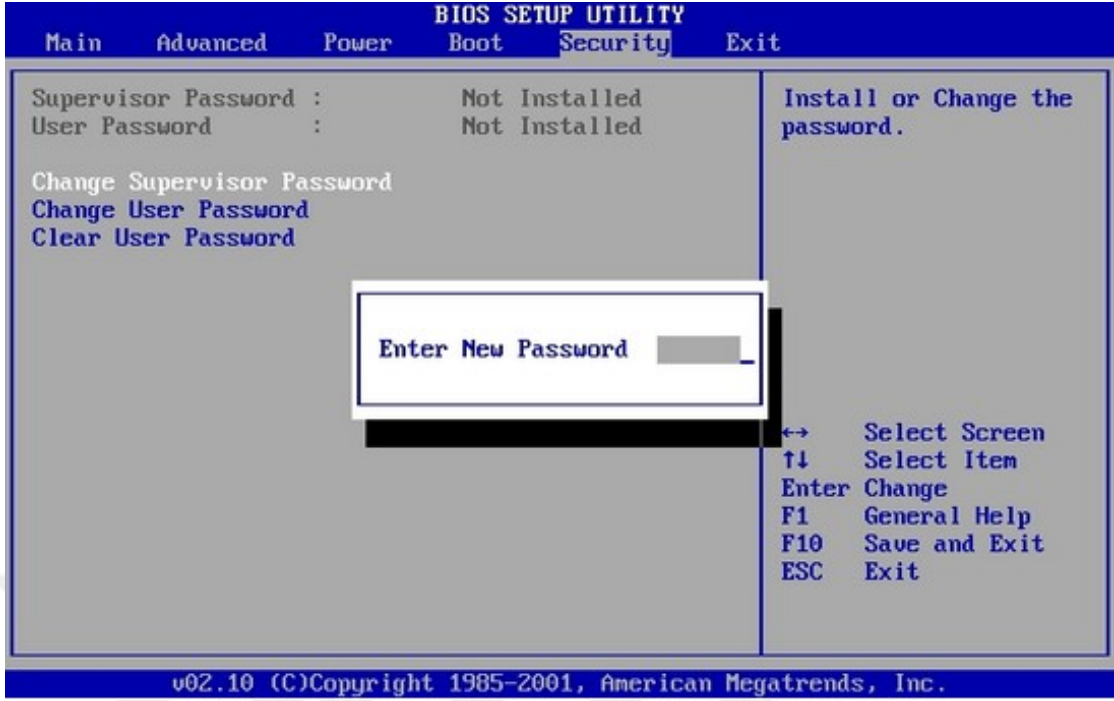 BIOS SETUP UTILITY
Main Advanced Power Boot Security Exit
Supervisor Password : Not Installed
User Password : Not Installed
Change Supervisor Password
Change User Password
Clear User Password
Enter New Password
Install or Change the
password.
←→ Select Screen
↑↓ Select Item
Enter Change
F1 General Help
F10 Save and Exit
ESC Exit
v02.10 (C)Copyright 1985-2001, American Megatrends, Inc.